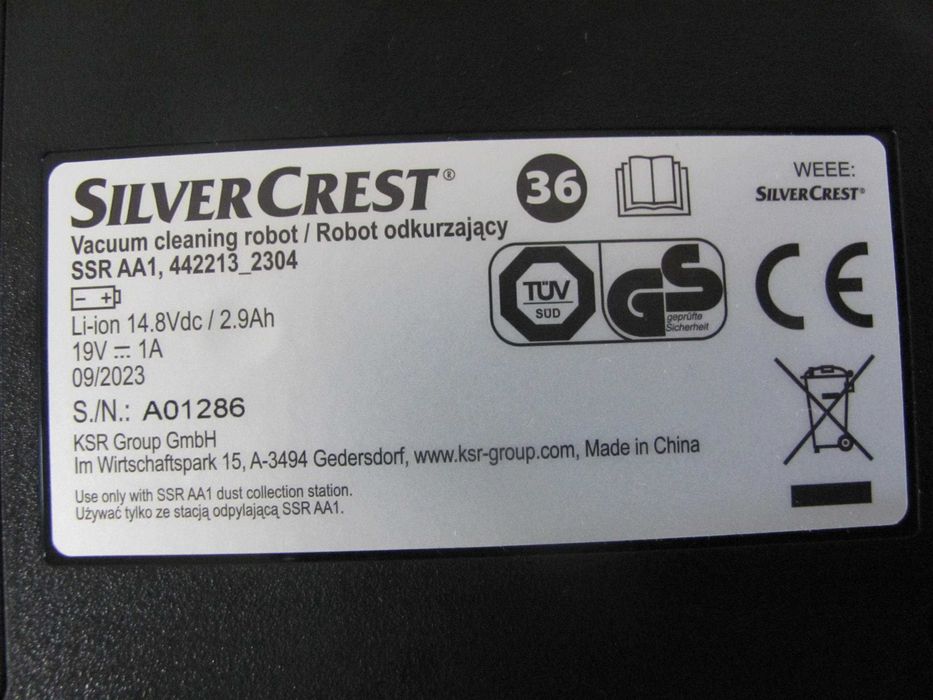 SILVERCREST®
Vacuum cleaning robot / Robot odkurzający
SSR AA1, 442213_2304
- +
Li-ion 14.8Vdc / 2.9Ah
19V ⎓ 1A
09/2023
S./N.: A01286
KSR Group GmbH
Im Wirtschaftspark 15, A-3494 Gedersdorf, www.ksr-group.com, Made in China
Use only with SSR AA1 dust collection station.
Używać tylko ze stacją odpylającą SSR AA1.
36
TÜV
SÜD
GS
geprüfte
Sicherheit
WEEE:
SILVERCREST®
CE